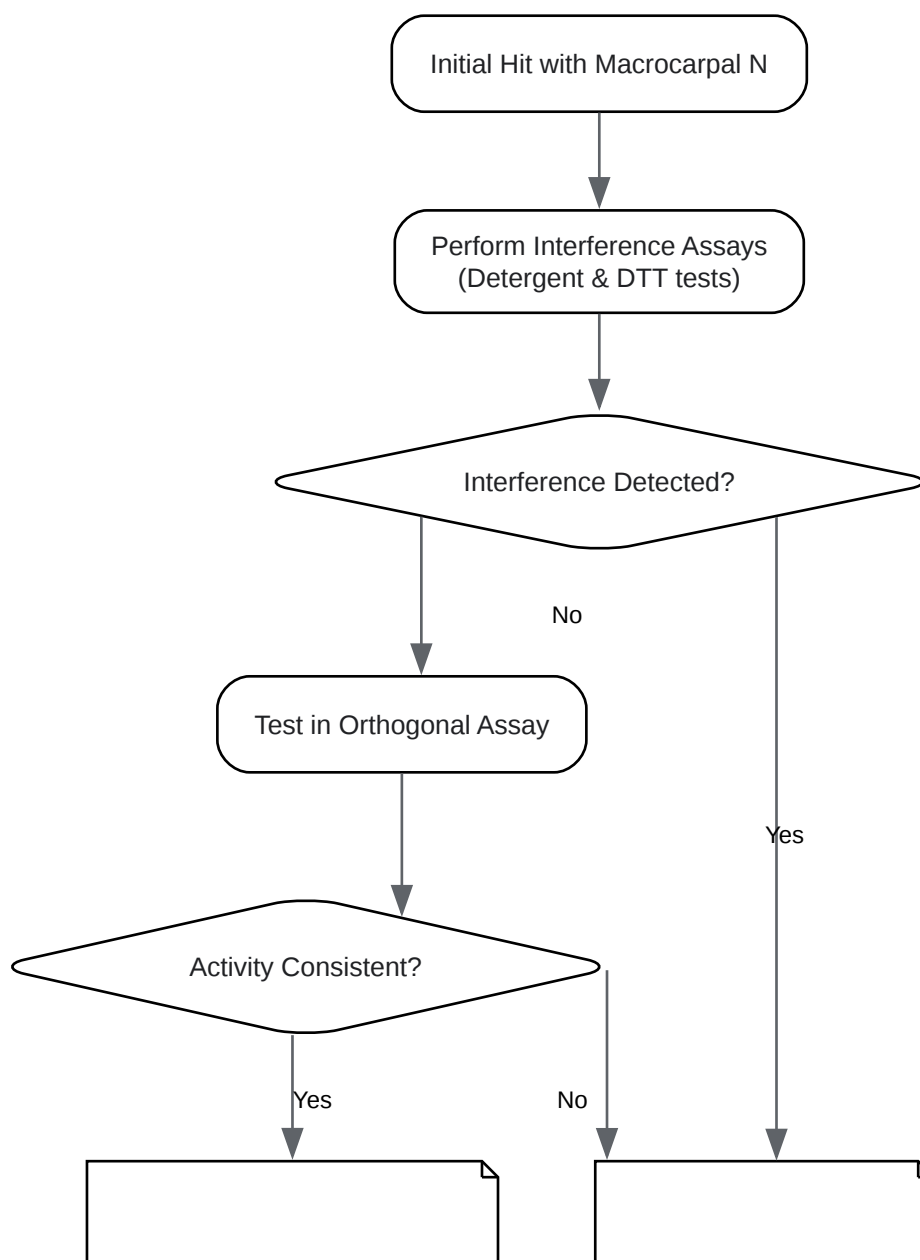 Initial Hit with Macrocarpal N
Perform Interference Assays
(Detergent & DTT tests)
Interference Detected?
No
Test in Orthogonal Assay
Yes
Activity Consistent?
Yes
No